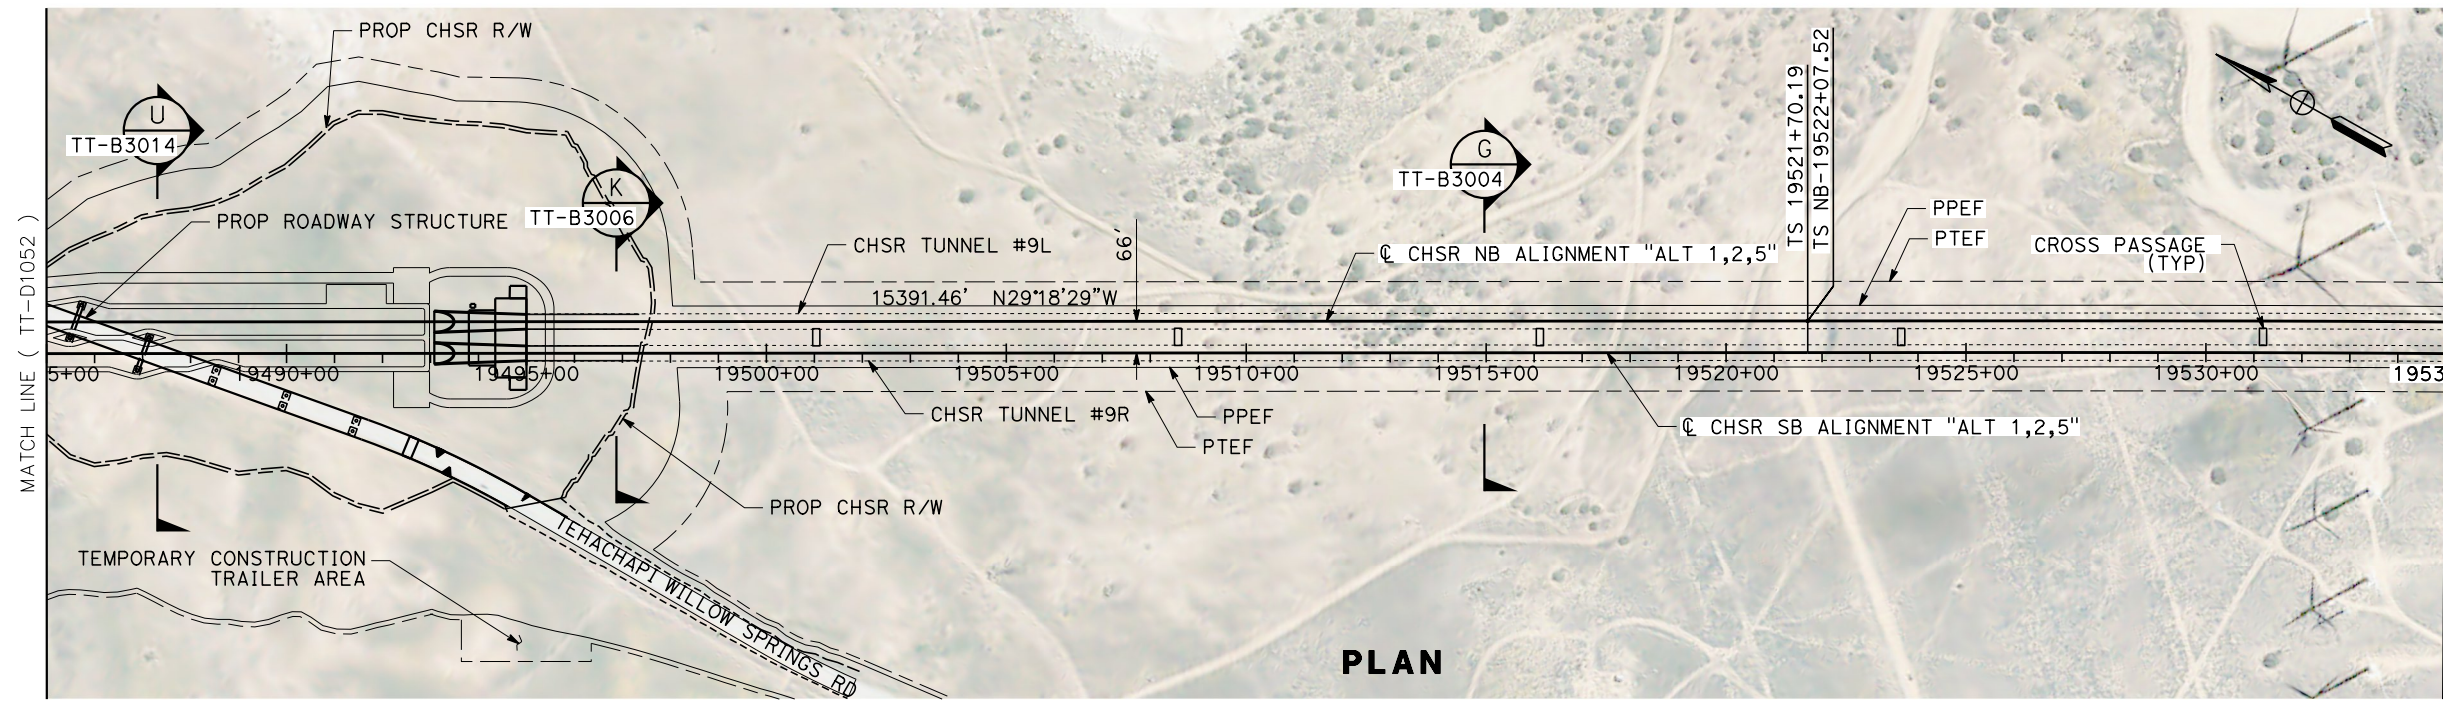 PROP CHSR R/W
U
TT-B3014
K
TT-B3006
PROP ROADWAY STRUCTURE
MATCH LINE ( TT-D1052 )
CHSR TUNNEL #9L
66'
G
TT-B3004
℄ CHSR NB ALIGNMENT "ALT 1,2,5"
TS 19521+70.19
TS NB-19522+07.52
PPEF
PTEF
CROSS PASSAGE
(TYP)
15391.46' N29°18'29"W
5+00
19490+00
19495+00
19500+00
19505+00
19510+00
19515+00
19520+00
19525+00
19530+00
1953
CHSR TUNNEL #9R
PPEF
PTEF
℄ CHSR SB ALIGNMENT "ALT 1,2,5"
PROP CHSR R/W
TEMPORARY CONSTRUCTION
TRAILER AREA
TEHACHAPI WILLOW SPRINGS RD
PLAN